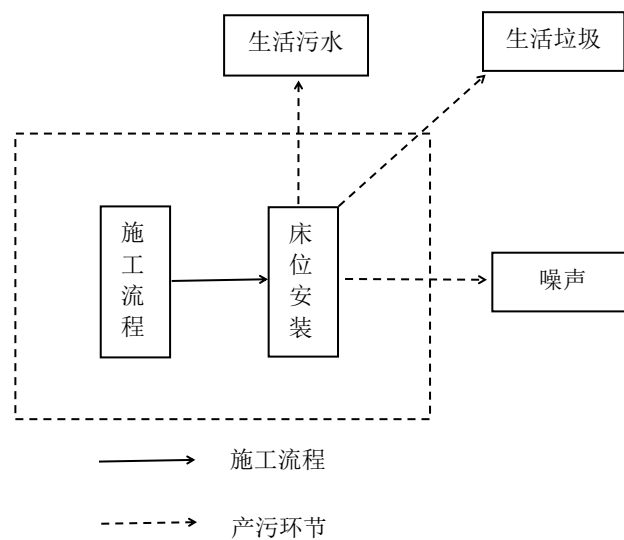 生活污水
生活垃圾
施工流程
床位安装
噪声
施工流程
产污环节